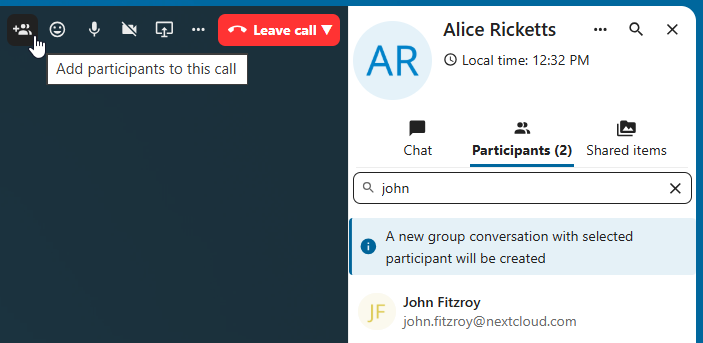 Leave call ▼
Add participants to this call
AR
Alice Ricketts
Local time: 12:32 PM
Chat
Participants (2)
Shared items
john
A new group conversation with selected
participant will be created
JF
John Fitzroy
john.fitzroy@nextcloud.com